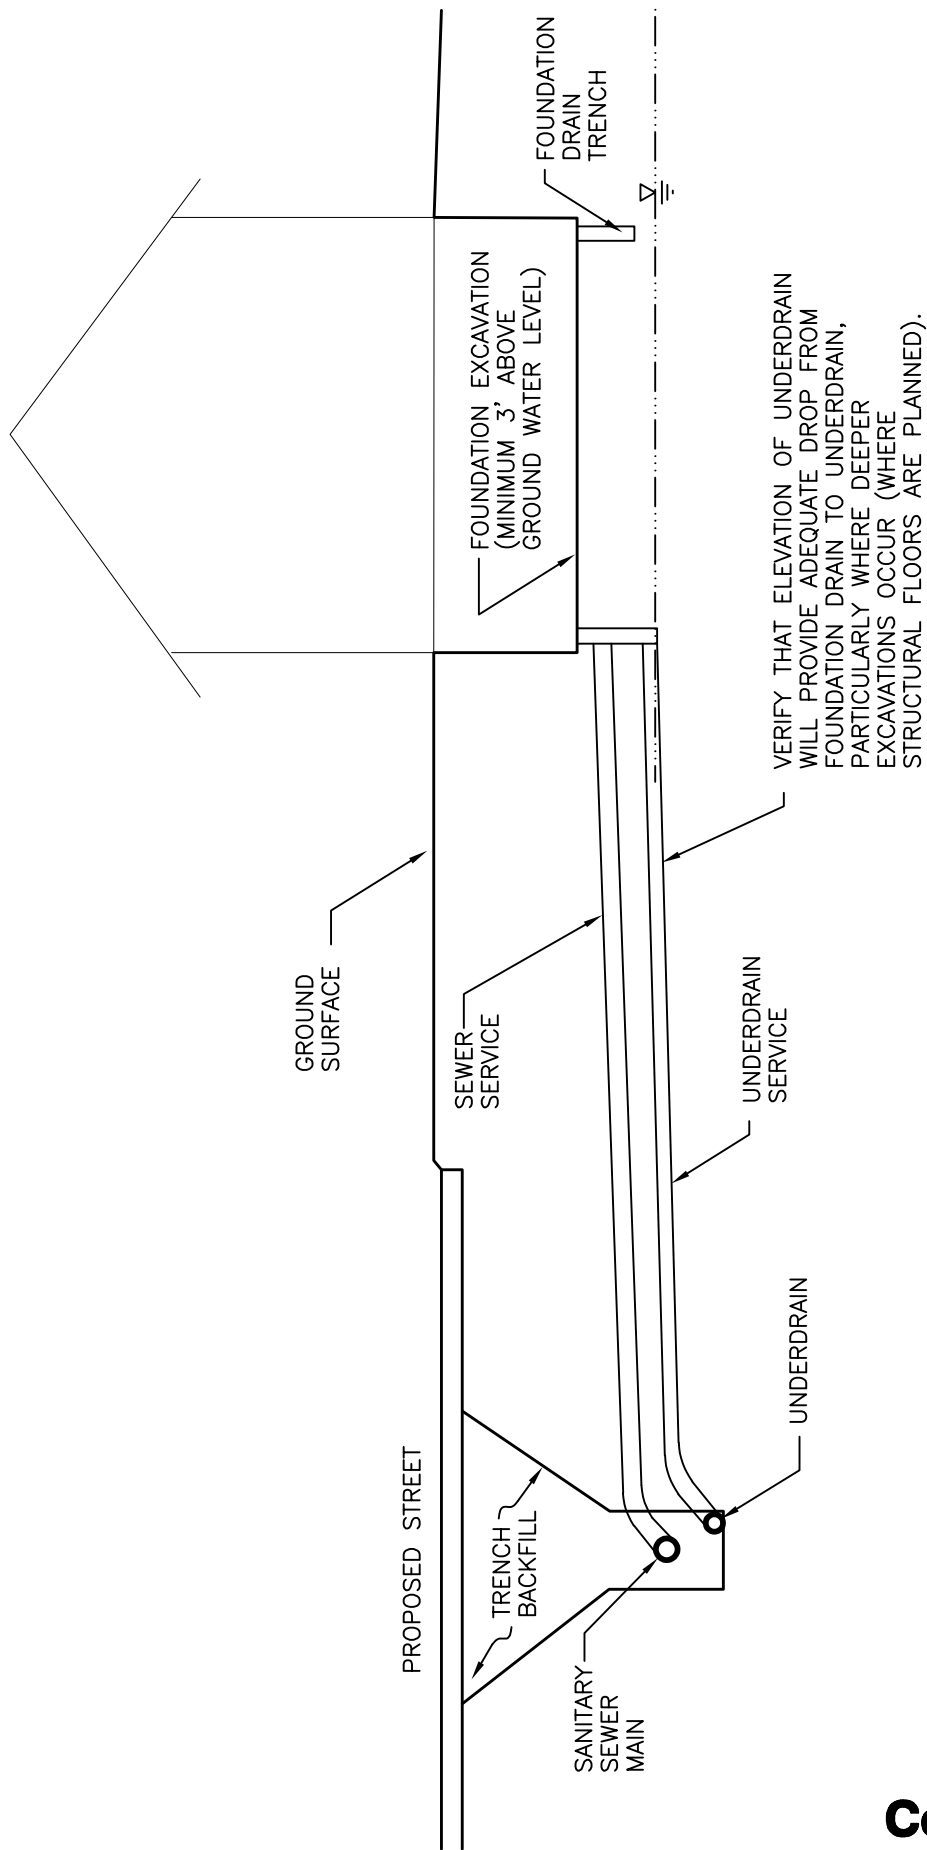 PROPOSED STREET
TRENCH
BACKFILL
SANITARY
SEWER
MAIN
UNDERDRAIN
GROUND
SURFACE
SEWER
SERVICE
UNDERDRAIN
SERVICE
FOUNDATION EXCAVATION
(MINIMUM 3' ABOVE
GROUND WATER LEVEL)
FOUNDATION
DRAIN
TRENCH
VERIFY THAT ELEVATION OF UNDERDRAIN
WILL PROVIDE ADEQUATE DROP FROM
FOUNDATION DRAIN TO UNDERDRAIN,
PARTICULARLY WHERE DEEPER
EXCAVATIONS OCCUR (WHERE
STRUCTURAL FLOORS ARE PLANNED).